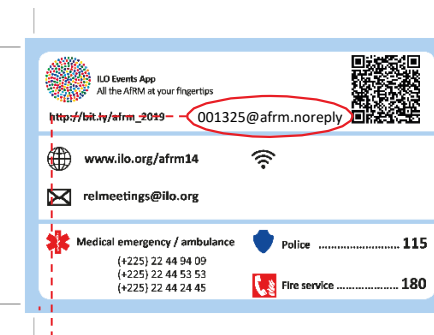 ILO Events App
All the AfRM at your fingertips
http://bit.ly/afrm_2019
001325@afrm.noreply
www.ilo.org/afrm14
relmeetings@ilo.org
Medical emergency / ambulance
(+225) 22 44 94 09
(+225) 22 44 53 53
(+225) 22 44 24 45
Police ........................... 115
Fire service ..................... 180